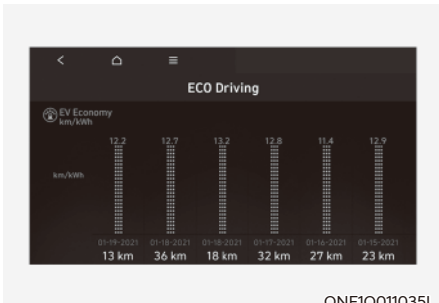 ECO Driving
EV Economy
km/kWh
12.2 12.7 13.2 12.8 11.4 12.9
km/kWh
01-19-2021 01-18-2021 01-18-2021 01-17-2021 01-16-2021 01-15-2021
13 km 36 km 18 km 32 km 27 km 23 km